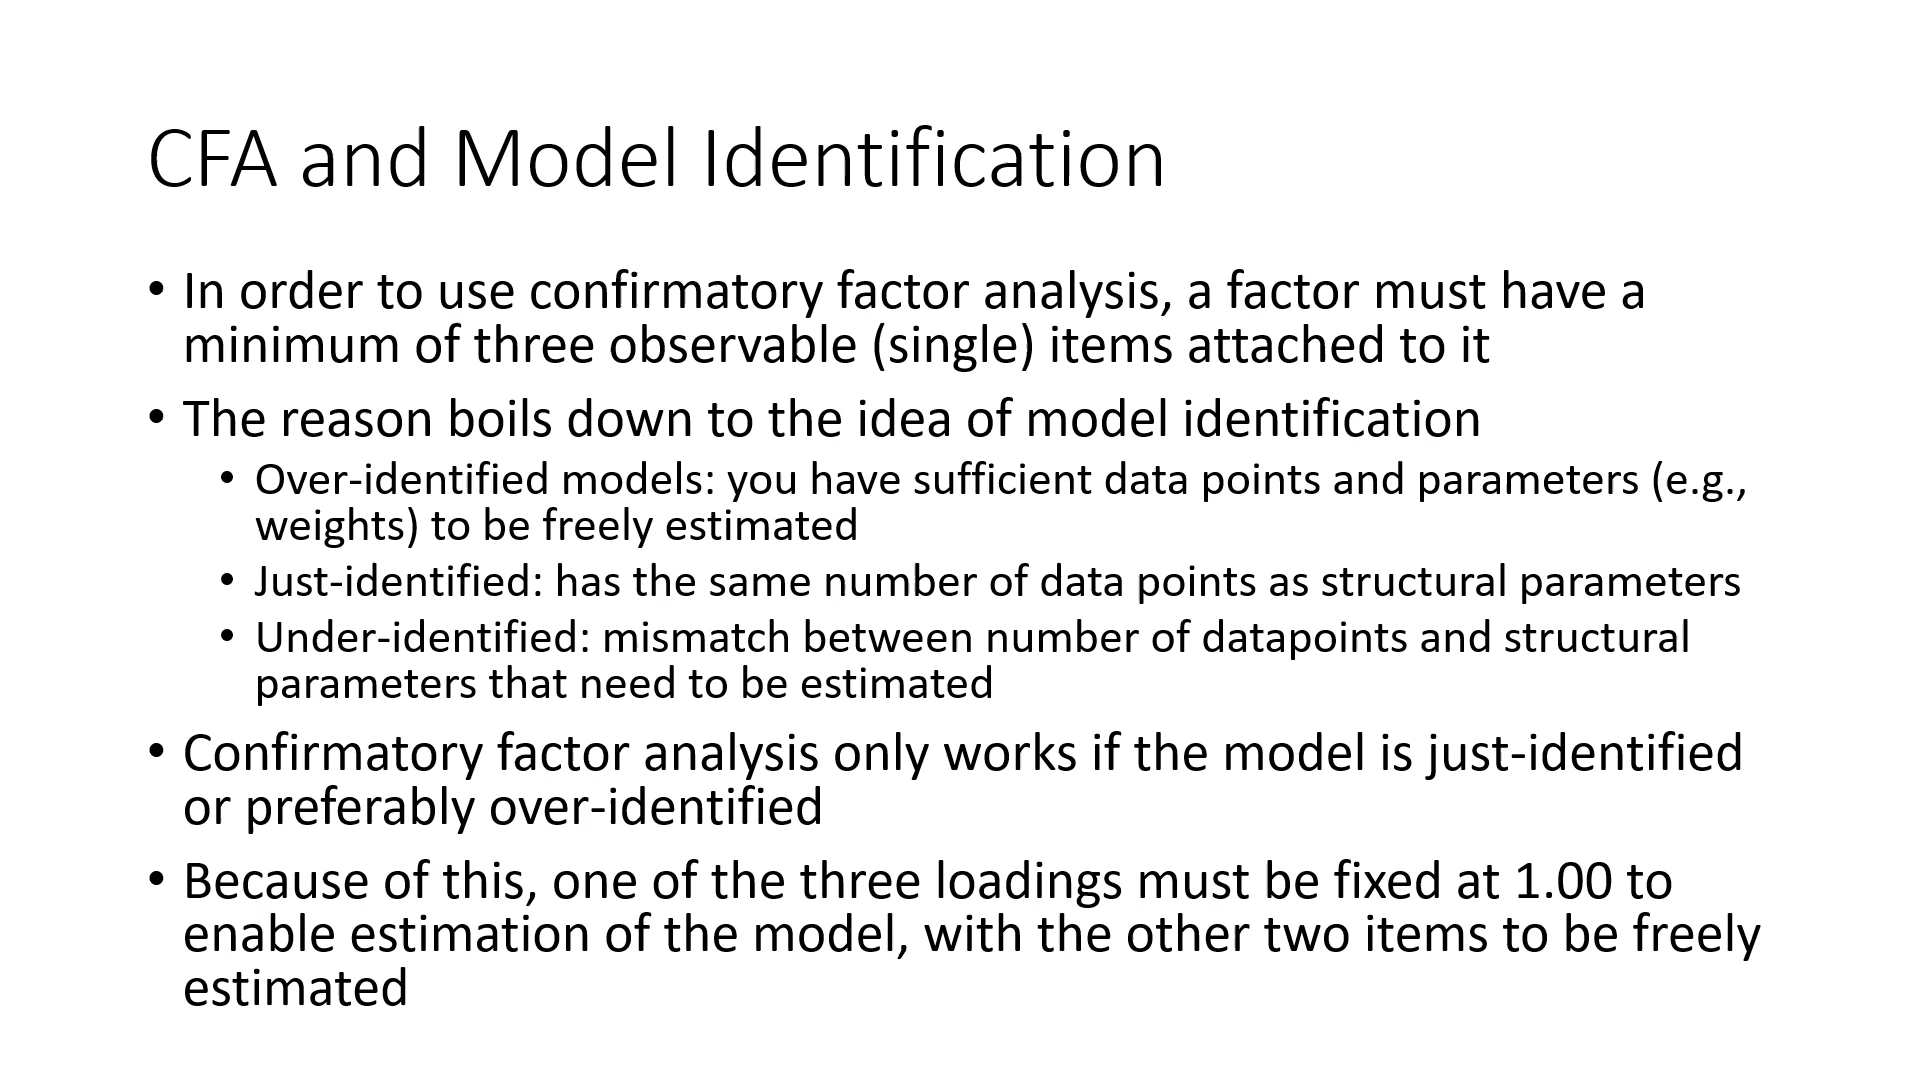 CFA and Model Identification
• In order to use confirmatory factor analysis, a factor must have a
minimum of three observable (single) items attached to it
• The reason boils down to the idea of model identification
• Over-identified models: you have sufficient data points and parameters (e.g.,
weights) to be freely estimated
• Just-identified: has the same number of data points as structural parameters
• Under-identified: mismatch between number of datapoints and structural
parameters that need to be estimated
• Confirmatory factor analysis only works if the model is just-identified
or preferably over-identified
• Because of this, one of the three loadings must be fixed at 1.00 to
enable estimation of the model, with the other two items to be freely
estimated